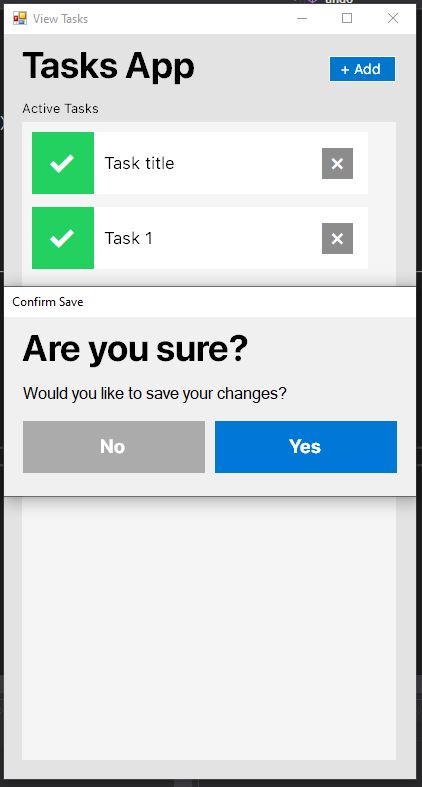 undo
View Tasks
Tasks App
+ Add
Active Tasks
Task title
Task 1
Confirm Save
Are you sure?
Would you like to save your changes?
No
Yes